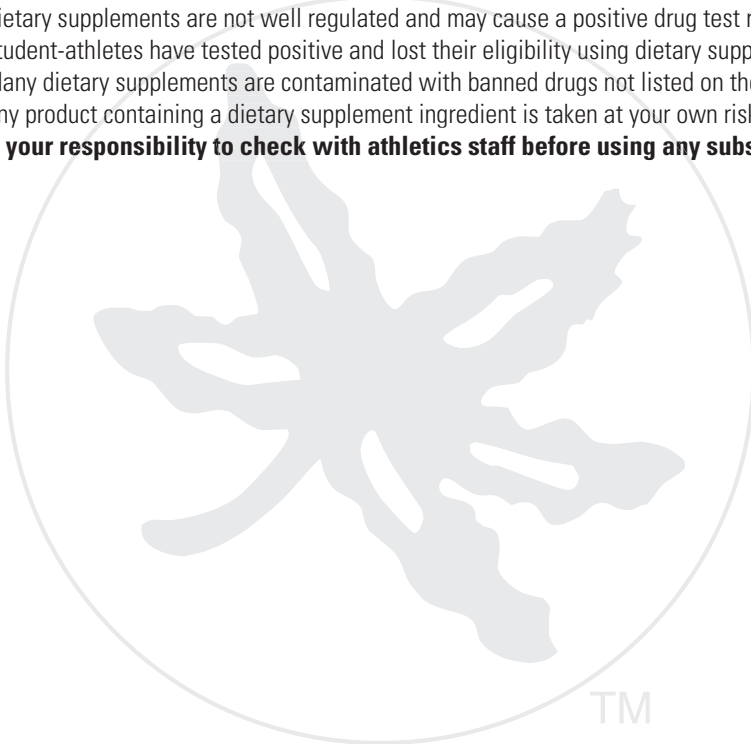 ietary supplements are not well regulated and may cause a positive drug test
tudent-athletes have tested positive and lost their eligibility using dietary supp
any dietary supplements are contaminated with banned drugs not listed on the
ny product containing a dietary supplement ingredient is taken at your own ris
your responsibility to check with athletics staff before using any subs
TM